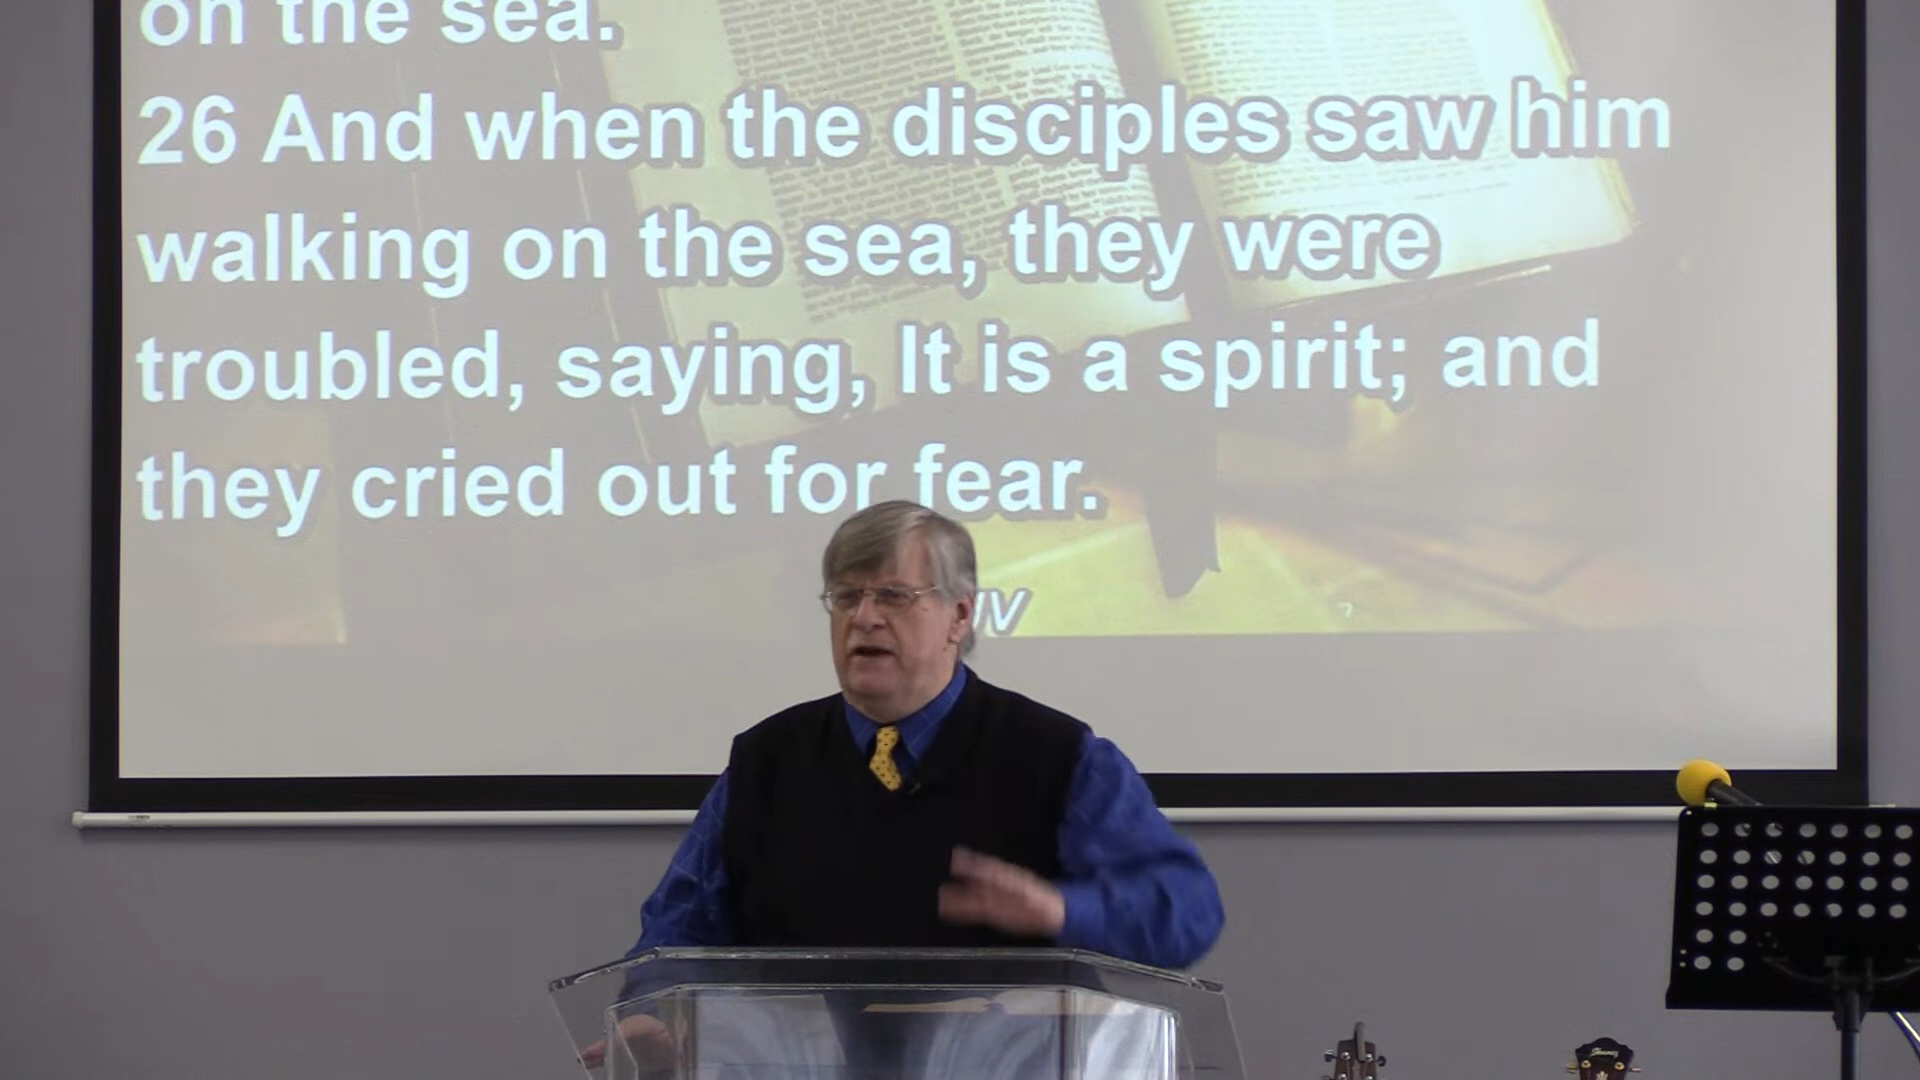 on the sea.
26 And when the disciples saw him
walking on the sea, they were
troubled, saying, It is a spirit; and
they cried out for fear.